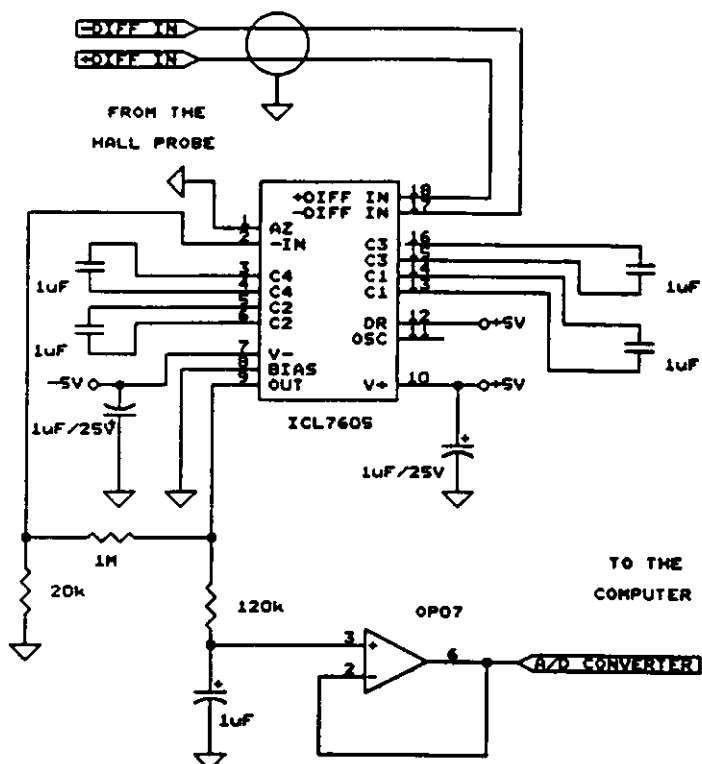 -DIFF IN
+DIFF IN
FROM THE
HALL PROBE
+DIFF IN 18
-DIFF IN 17
1 AZ
2 -IN
C3 16
C3 15
3 C4
C1 14
4 C4
C1 13
5 C2
6 C2
1uF
1uF
1uF
1uF
DR 12
+5V
OSC 11
7 V-
8 BIAS
9 OUT
V+ 10
+5V
-5V
ICL7605
+
1uF/25V
+
1uF/25V
1M
20k
120k
TO THE
COMPUTER
OP07
3 +
2 -
6
A/D CONVERTER
+
1uF